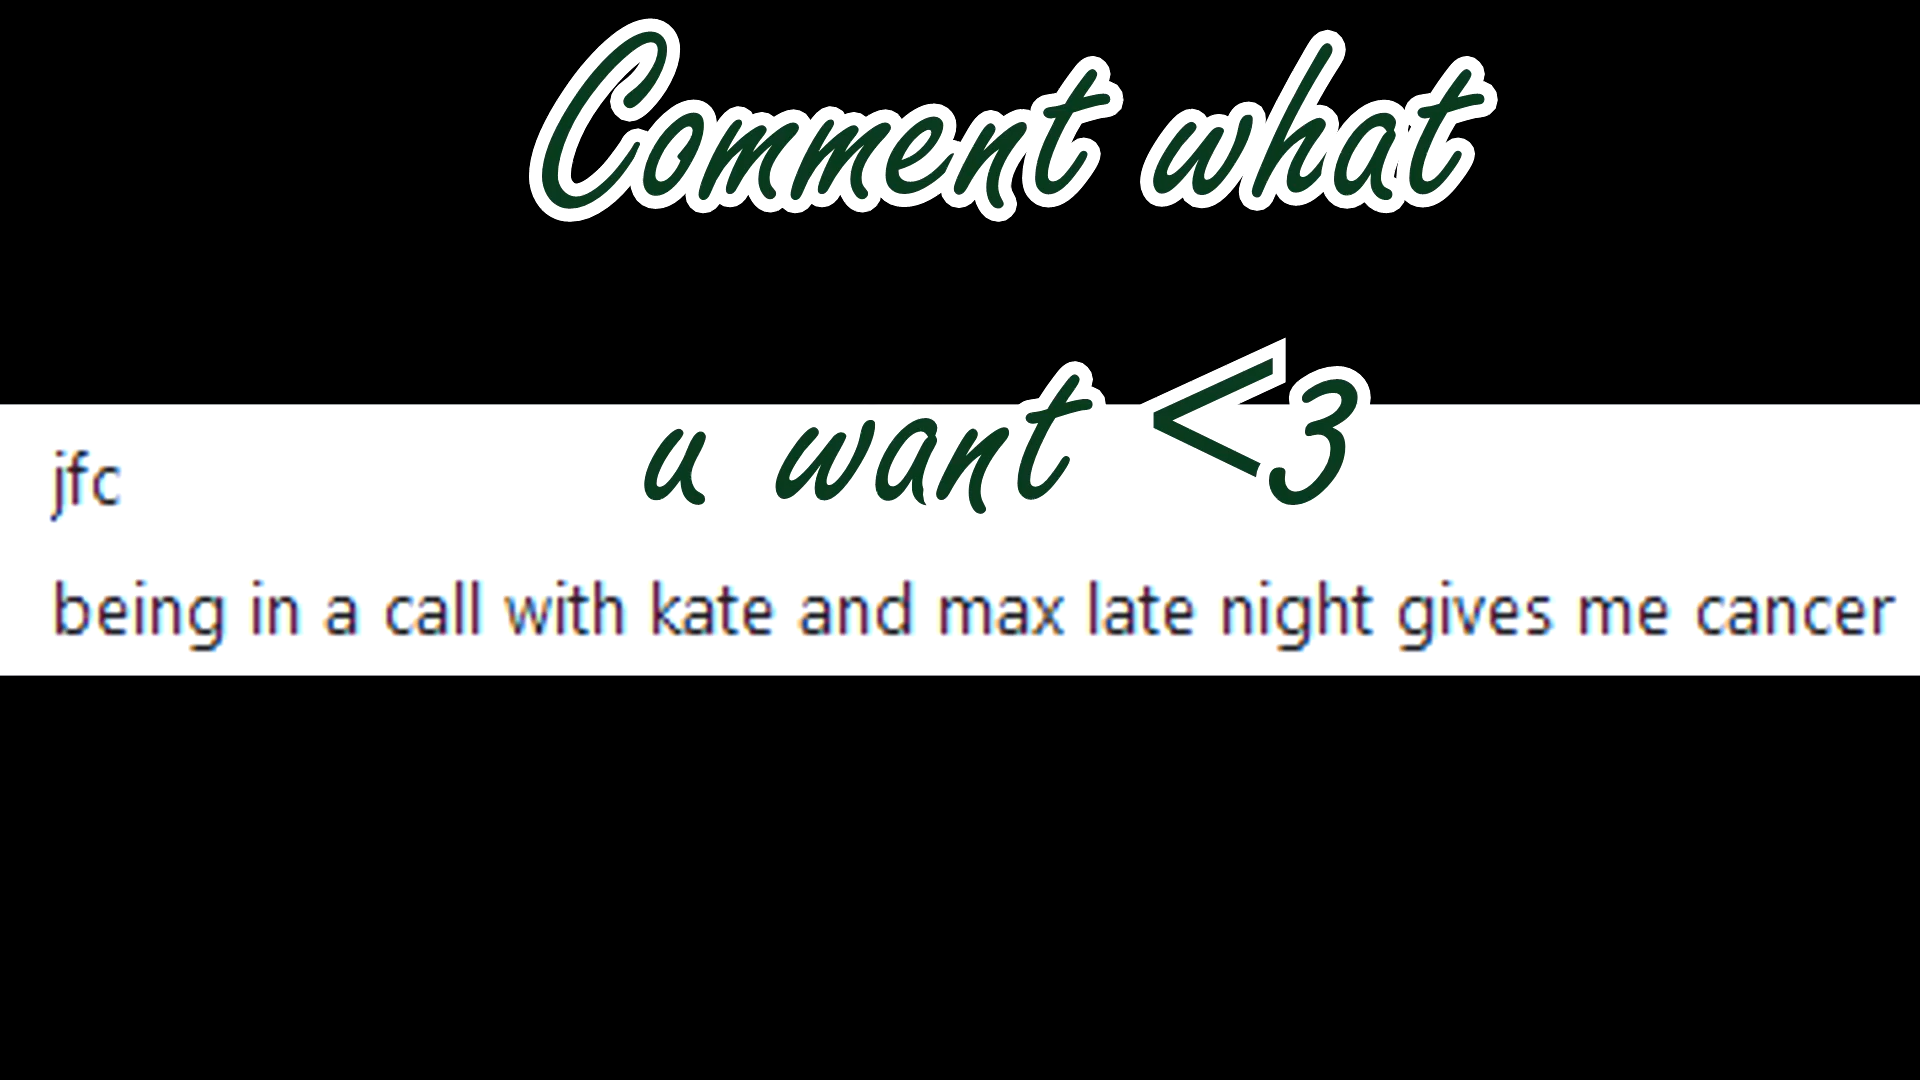 Comment what
u want <3
jfc
being in a call with kate and max late night gives me cancer